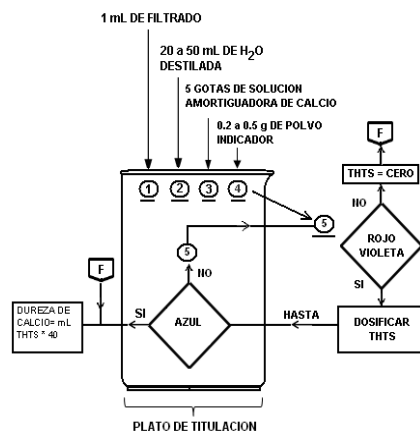 1 mL DE FILTRADO
20 a 50 mL DE H2O
DESTILADA
5 GOTAS DE SOLUCION
AMORTIGUADORA DE CALCIO
0.2 a 0.5 g DE POLVO
INDICADOR
F
THTS = CERO
1 2 3 4
5
NO
ROJO
VIOLETA
SI
5
NO
F
DUREZA DE
CALCIO= mL
THTS * 40
SI
AZUL
HASTA
DOSIFICAR
THTS
PLATO DE TITULACION